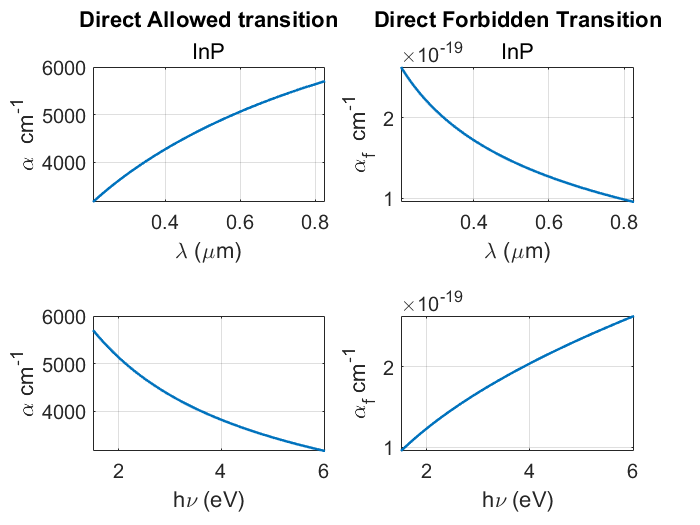 Direct Allowed transition
InP
6000
5000
4000
α cm⁻¹
0.4 0.6 0.8
λ (μm)
Direct Forbidden Transition
×10⁻¹⁹
InP
2
1
α_f cm⁻¹
0.4 0.6 0.8
λ (μm)
6000
5000
4000
α cm⁻¹
2 4 6
hν (eV)
×10⁻¹⁹
2
1
α_f cm⁻¹
2 4 6
hν (eV)